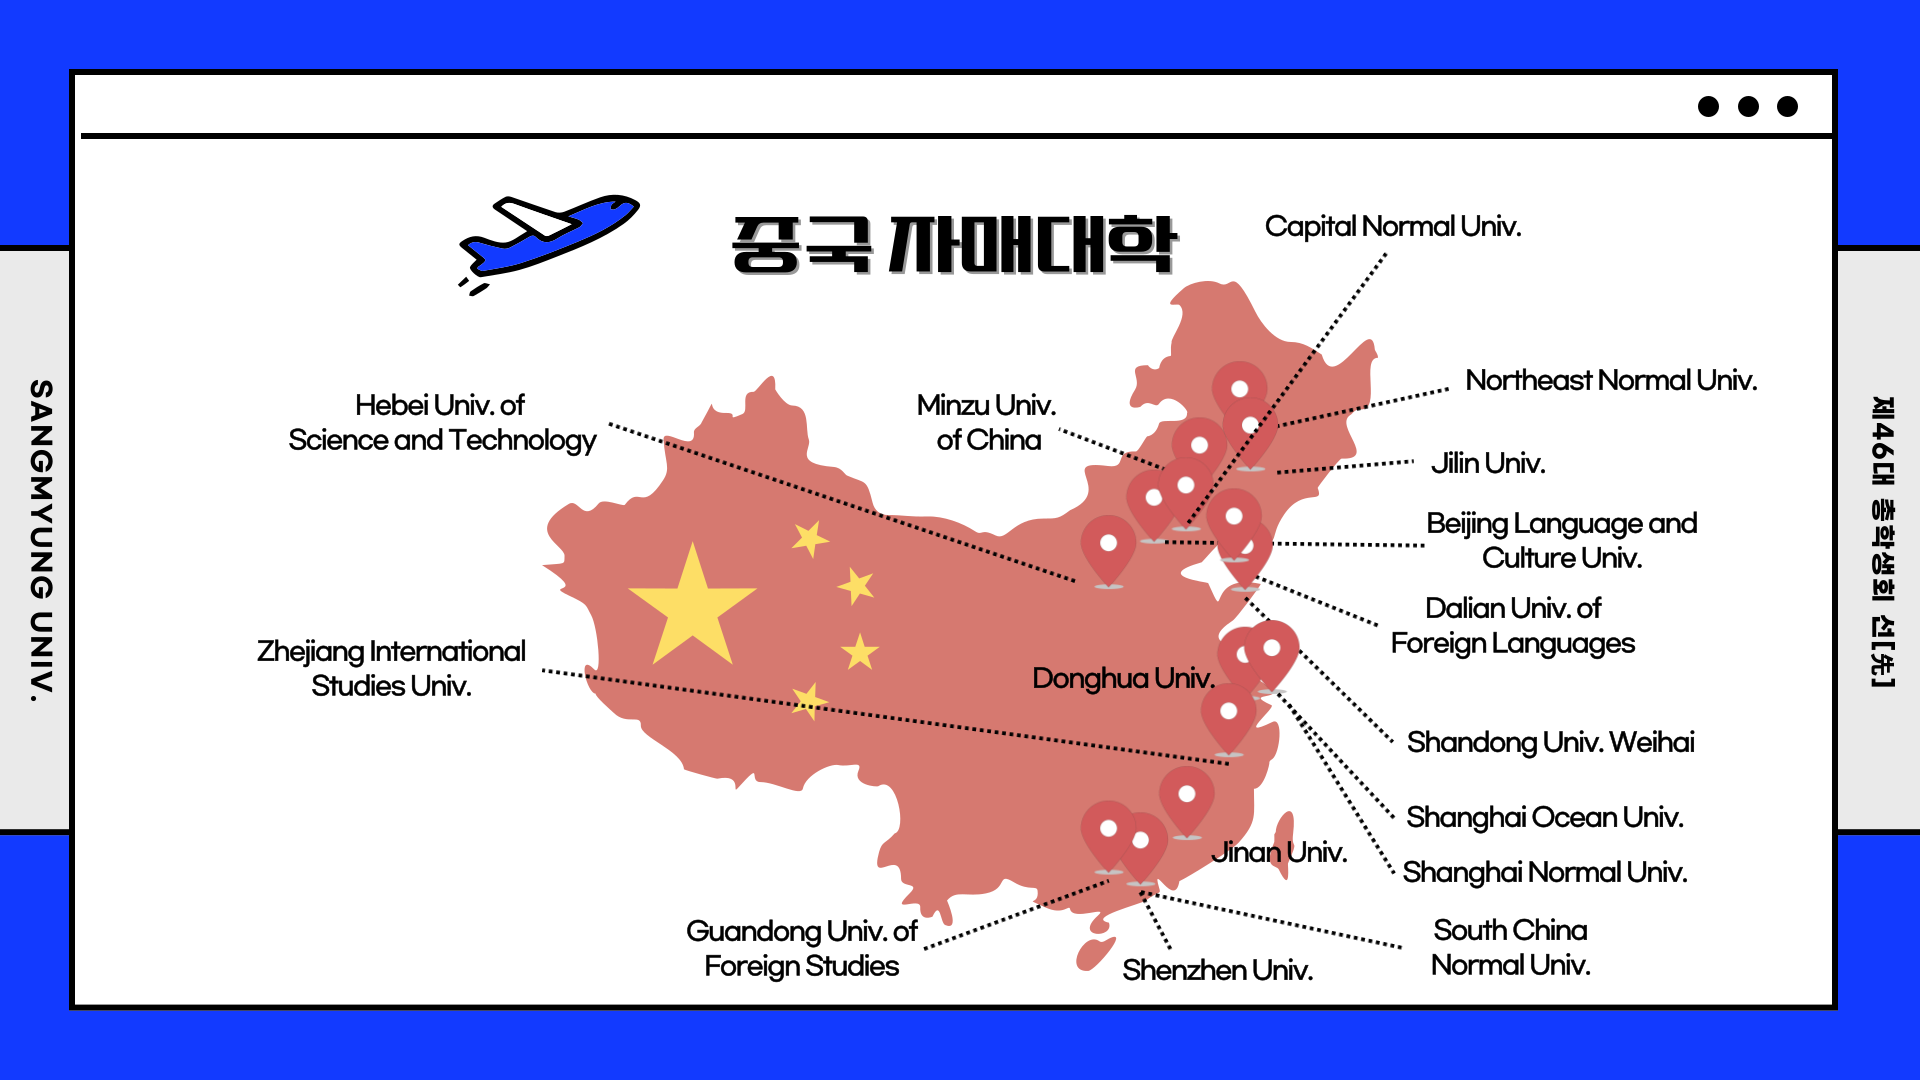 중국 자매대학
Capital Normal Univ.
Northeast Normal Univ.
Hebei Univ. of
Science and Technology
Minzu Univ.
of China
Jilin Univ.
Beijing Language and
Culture Univ.
Dalian Univ. of
Foreign Languages
Zhejiang International
Studies Univ.
Donghua Univ.
Shandong Univ. Weihai
Shanghai Ocean Univ.
Jinan Univ.
Shanghai Normal Univ.
Guandong Univ. of
Foreign Studies
Shenzhen Univ.
South China
Normal Univ.
SANGMYUNG UNIV.
제46대 총학생회 선[先]